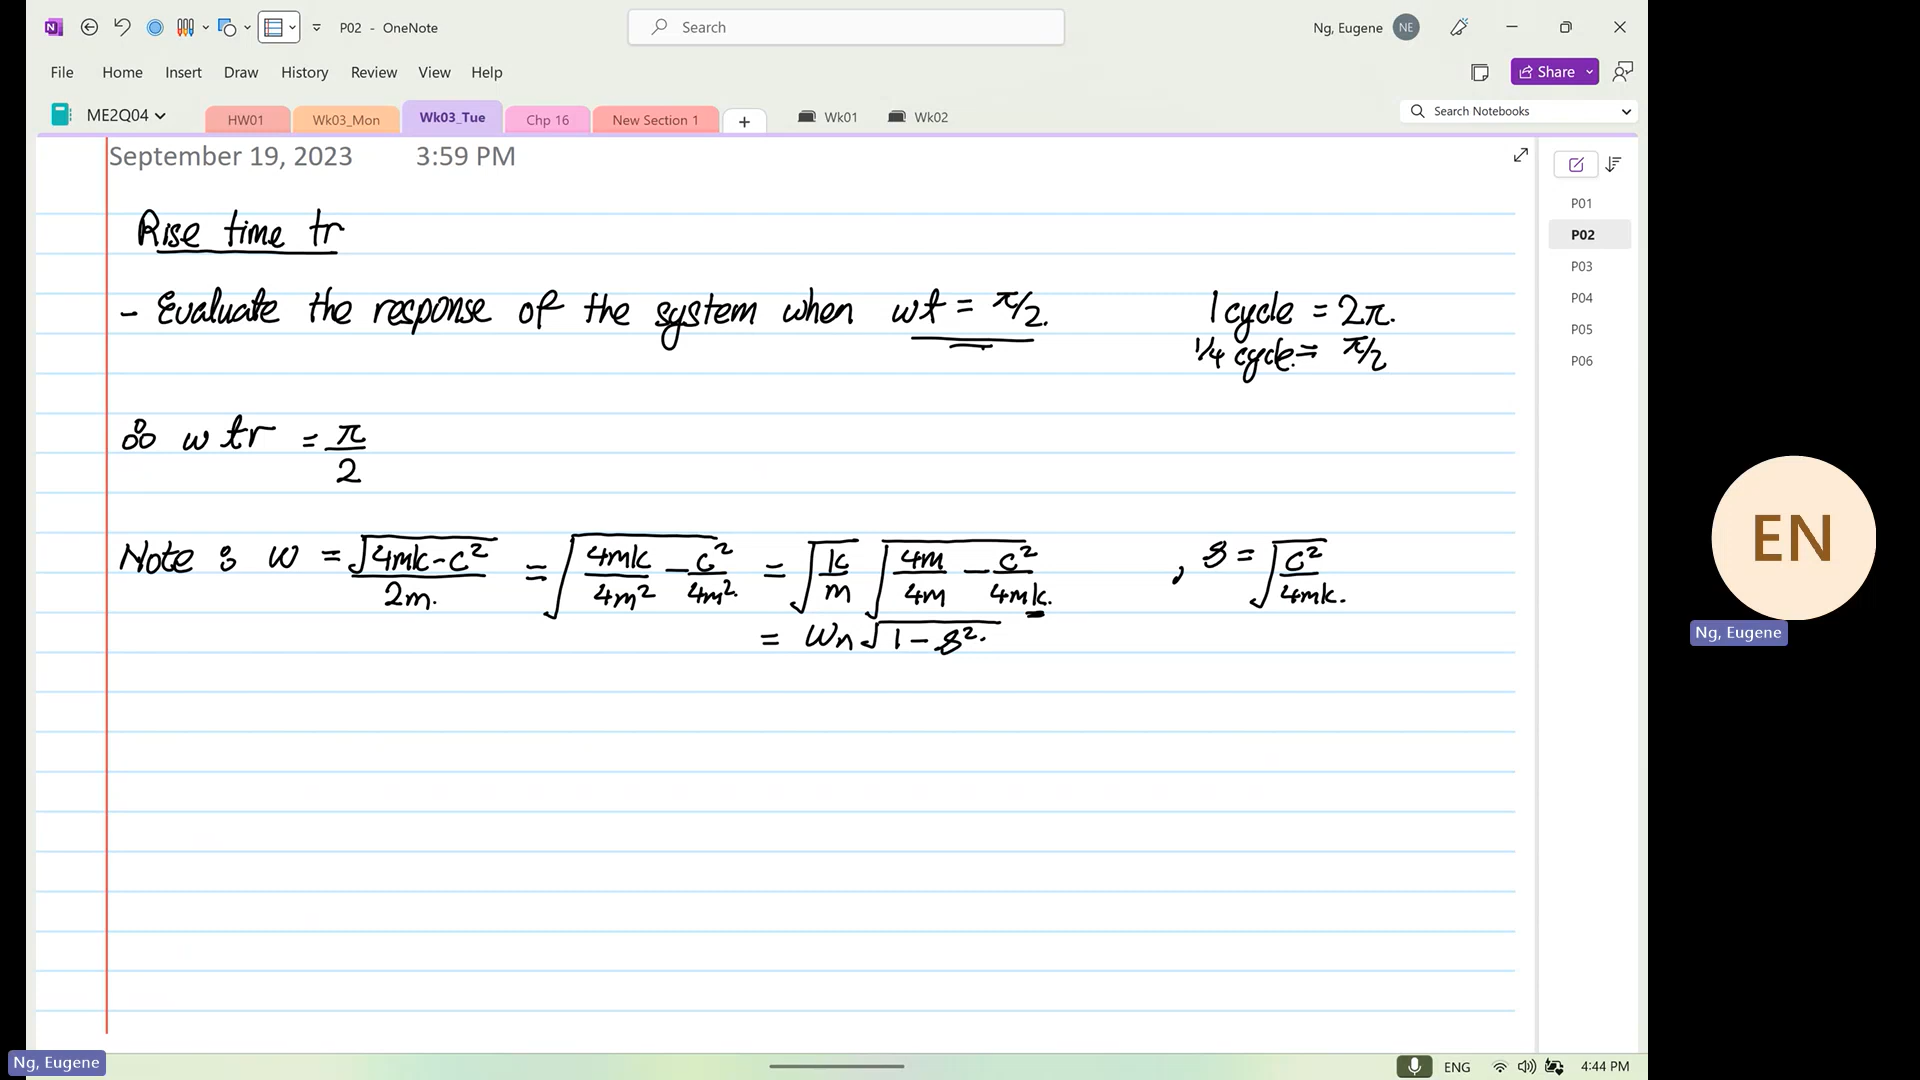 P02 - OneNote
Search
Ng, Eugene NE
File Home Insert Draw History Review View Help
Share
ME2Q04 HW01 Wk03_Mon Wk03_Tue Chp 16 New Section 1 + Wk01 Wk02
Search Notebooks
September 19, 2023 3:59 PM
P01
P02
P03
P04
P05
P06
Rise time tr
- Evaluate the response of the system when wt = π/2.
1 cycle = 2π.
1/4 cycle = π/2
∴ w tr = π/2
Note : w = √(4mk-c²)/2m. = √(4mk/4m² - c²/4m².) = √(k/m) √(4m/4m - c²/4mk.) , ζ = √(c²/4mk.)
= wn √(1-ζ².)
EN
Ng, Eugene
Ng, Eugene
ENG 4:44 PM